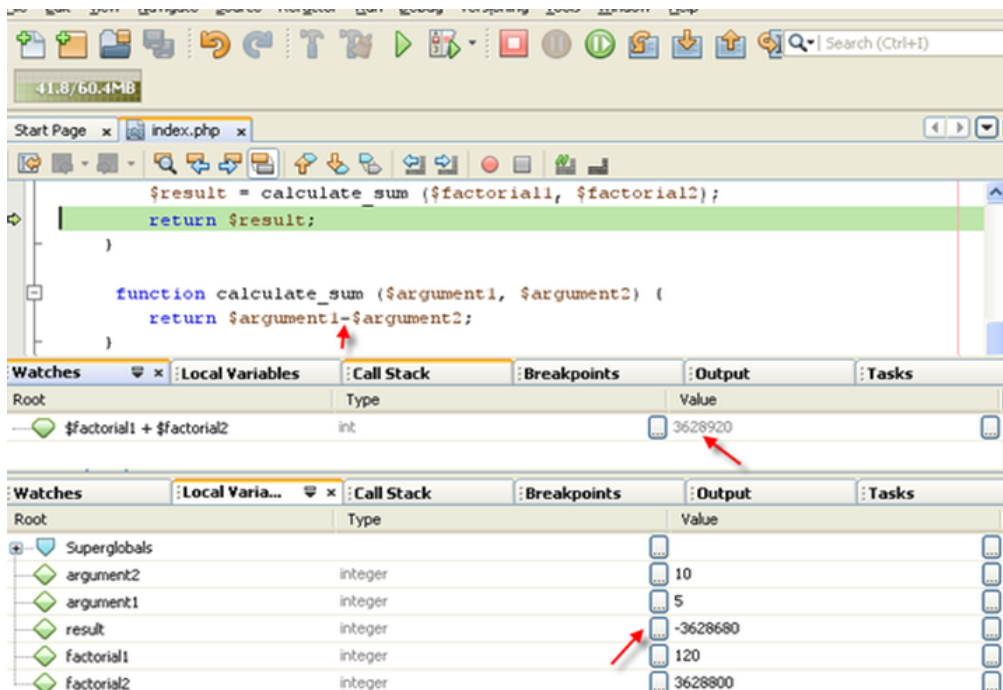 Search (Ctrl+I)
41.8/60.4MB
Start Page x index.php x
$result = calculate_sum ($factorial1, $factorial2);
return $result;
}
function calculate_sum ($argument1, $argument2) {
return $argument1-$argument2;
}
Watches x Local Variables Call Stack Breakpoints Output Tasks
Root Type Value
$factorial1 + $factorial2 int ... 3628920 ...
Watches Local Varia... x Call Stack Breakpoints Output Tasks
Root Type Value
Superglobals ... ...
argument2 integer ... 10 ...
argument1 integer ... 5 ...
result integer ... -3628680 ...
factorial1 integer ... 120 ...
factorial2 integer ... 3628800 ...